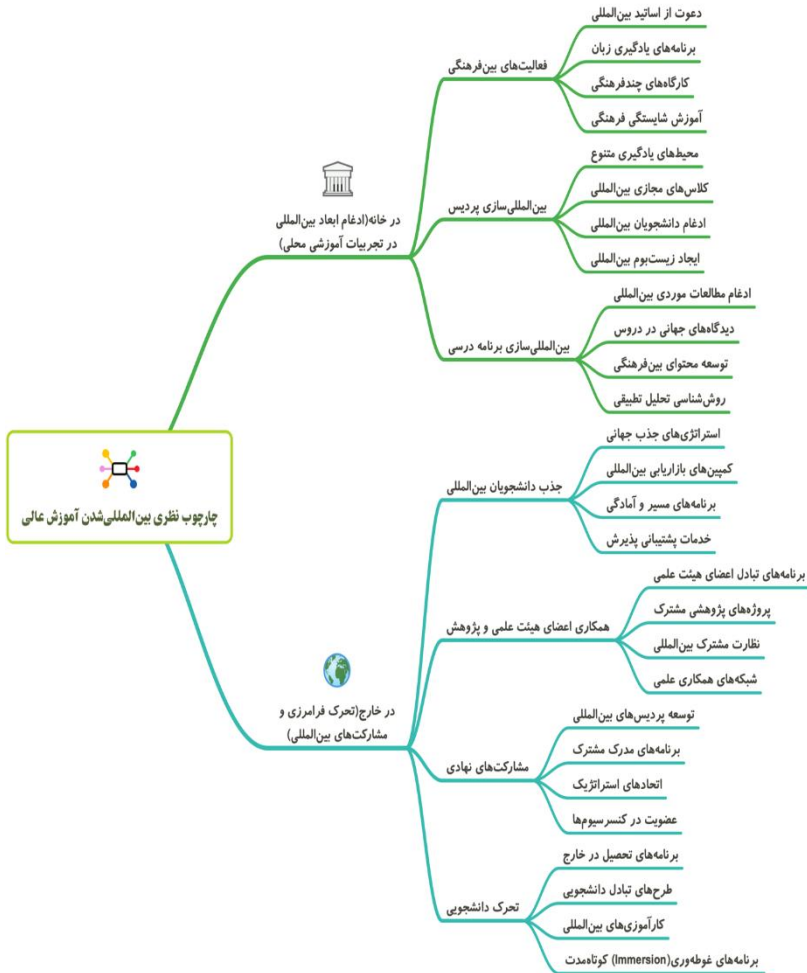 چارچوب نظری بین‌المللی‌شدن آموزش عالی
در خانه(ادغام ابعاد بین‌المللی
در تجربیات آموزشی محلی)
فعالیت‌های بین‌فرهنگی
دعوت از اساتید بین‌المللی
برنامه‌های یادگیری زبان
کارگاه‌های چندفرهنگی
آموزش شایستگی فرهنگی
بین‌المللی‌سازی پردیس
محیط‌های یادگیری متنوع
کلاس‌های مجازی بین‌المللی
ادغام دانشجویان بین‌المللی
ایجاد زیست‌بوم بین‌المللی
بین‌المللی‌سازی برنامه درسی
ادغام مطالعات موردی بین‌المللی
دیدگاه‌های جهانی در دروس
توسعه محتوای بین‌فرهنگی
روش‌شناسی تحلیل تطبیقی
در خارج(تحرک فرامرزی و
مشارکت‌های بین‌المللی)
جذب دانشجویان بین‌المللی
استراتژی‌های جذب جهانی
کمپین‌های بازاریابی بین‌المللی
برنامه‌های مسیر و آمادگی
خدمات پشتیبانی پذیرش
همکاری اعضای هیئت علمی و پژوهش
برنامه‌های تبادل اعضای هیئت علمی
پروژه‌های پژوهشی مشترک
نظارت مشترک بین‌المللی
شبکه‌های همکاری علمی
مشارکت‌های نهادی
توسعه پردیس‌های بین‌المللی
برنامه‌های مدرک مشترک
اتحادهای استراتژیک
عضویت در کنسرسیوم‌ها
تحرک دانشجویی
برنامه‌های تحصیل در خارج
طرح‌های تبادل دانشجویی
کارآموزی‌های بین‌المللی
برنامه‌های غوطه‌وری(Immersion) کوتاه‌مدت